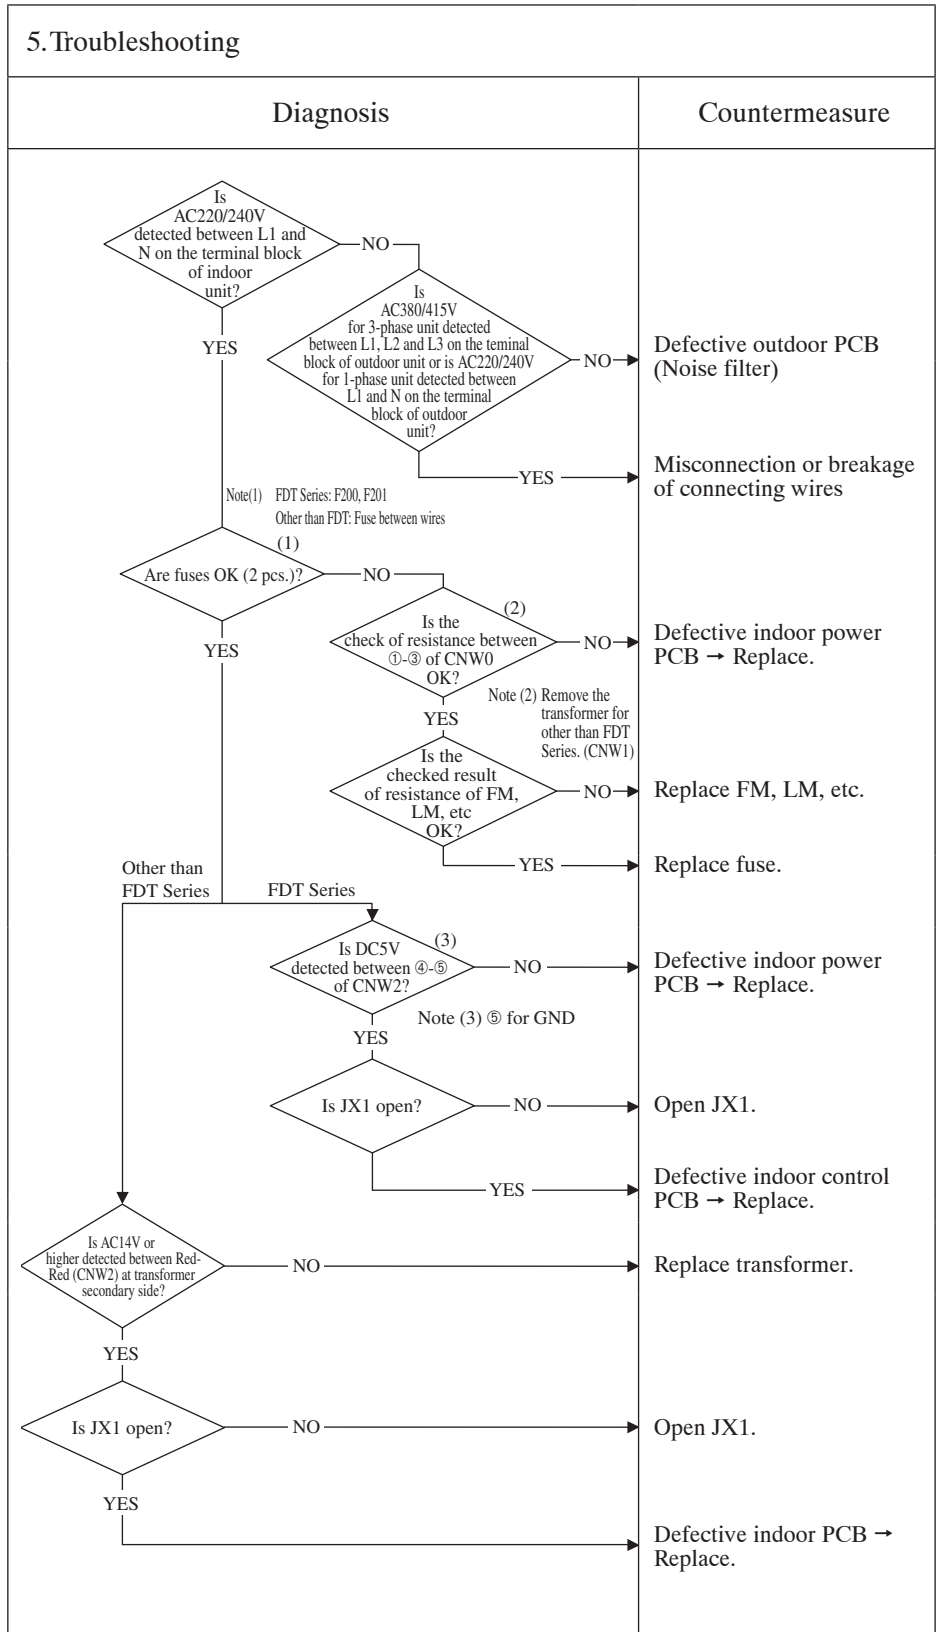 5.Troubleshooting
Diagnosis
Countermeasure
Is
AC220/240V
detected between L1 and
N on the terminal block
of indoor
unit?
NO
YES
Is
AC380/415V
for 3-phase unit detected
between L1, L2 and L3 on the teminal
block of outdoor unit or is AC220/240V
for 1-phase unit detected between
L1 and N on the terminal
block of outdoor
unit?
NO
Defective outdoor PCB
(Noise filter)
YES
Misconnection or breakage
of connecting wires
Note(1) FDT Series: F200, F201
Other than FDT: Fuse between wires
(1)
Are fuses OK (2 pcs.)?
NO
YES
(2)
Is the
check of resistance between
①-③ of CNW0
OK?
NO
Defective indoor power
PCB → Replace.
YES
Note (2) Remove the
transformer for
other than FDT
Series. (CNW1)
Is the
checked result
of resistance of FM,
LM, etc
OK?
NO
Replace FM, LM, etc.
YES
Replace fuse.
Other than
FDT Series
FDT Series
(3)
Is DC5V
detected between ④-⑤
of CNW2?
NO
Defective indoor power
PCB → Replace.
Note (3) ⑤ for GND
YES
Is JX1 open?
NO
Open JX1.
YES
Defective indoor control
PCB → Replace.
Is AC14V or
higher detected between Red-
Red (CNW2) at transformer
secondary side?
NO
Replace transformer.
YES
Is JX1 open?
NO
Open JX1.
YES
Defective indoor PCB →
Replace.